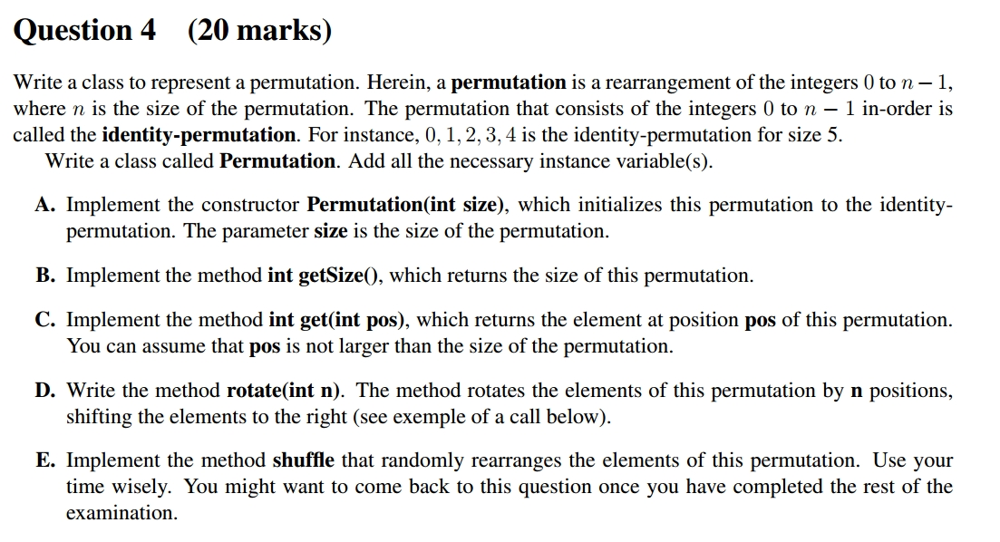 Question 4 (20 marks)
Write a class to represent a permutation. Herein, a permutation is a rearrangement of the integers 0 to n − 1,
where n is the size of the permutation. The permutation that consists of the integers 0 to n − 1 in-order is
called the identity-permutation. For instance, 0, 1, 2, 3, 4 is the identity-permutation for size 5.
Write a class called Permutation. Add all the necessary instance variable(s).
A. Implement the constructor Permutation(int size), which initializes this permutation to the identity-
permutation. The parameter size is the size of the permutation.
B. Implement the method int getSize(), which returns the size of this permutation.
C. Implement the method int get(int pos), which returns the element at position pos of this permutation.
You can assume that pos is not larger than the size of the permutation.
D. Write the method rotate(int n). The method rotates the elements of this permutation by n positions,
shifting the elements to the right (see exemple of a call below).
E. Implement the method shuffle that randomly rearranges the elements of this permutation. Use your
time wisely. You might want to come back to this question once you have completed the rest of the
examination.